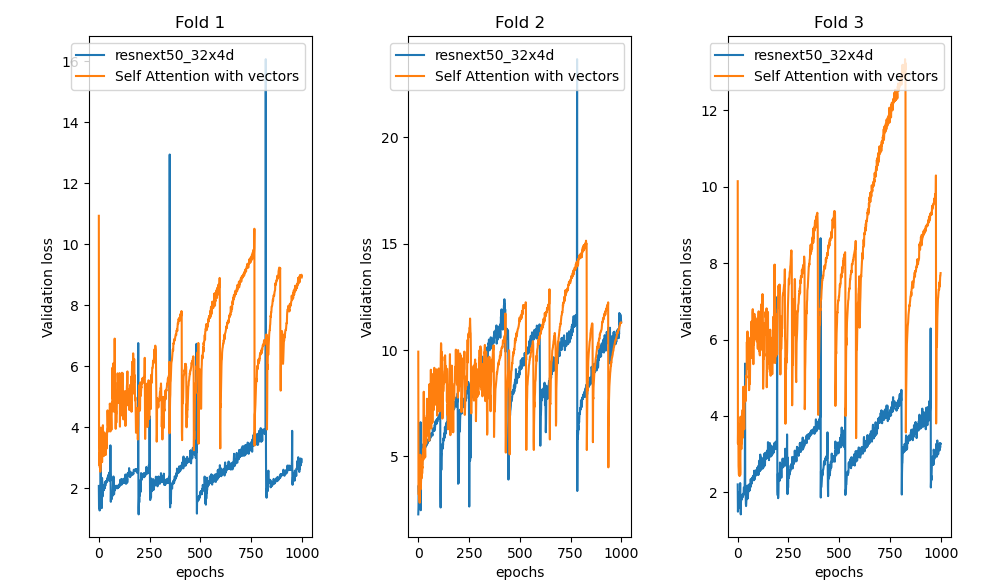 Fold 1
resnext50_32x4d
Self Attention with vectors
Validation loss
16
14
12
10
8
6
4
2
0
250
500
750
1000
epochs
Fold 2
resnext50_32x4d
Self Attention with vectors
Validation loss
20
15
10
5
0
250
500
750
1000
epochs
Fold 3
resnext50_32x4d
Self Attention with vectors
Validation loss
12
10
8
6
4
2
0
250
500
750
1000
epochs